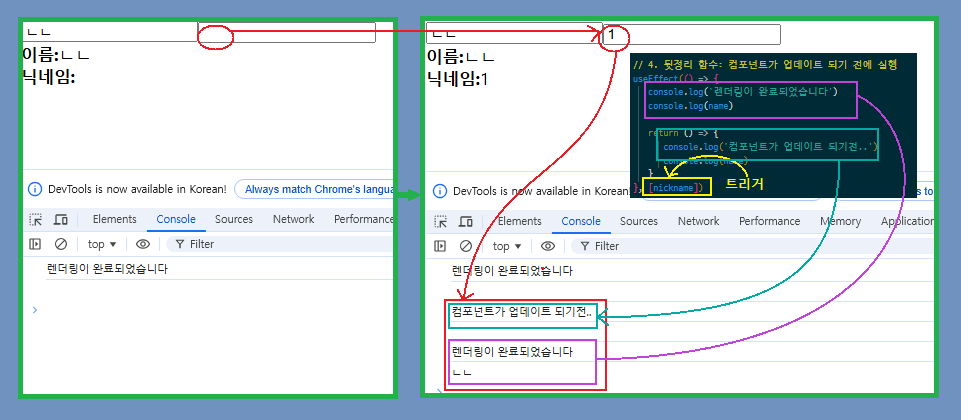 ㄴㄴ
이름:ㄴㄴ
닉네임:
DevTools is now available in Korean!
Always match Chrome's langua
Elements
Console
Sources
Network
Performance
top
Filter
렌더링이 완료되었습니다
ㄴㄴ
1
이름:ㄴㄴ
닉네임:1
// 4. 뒷정리 함수: 컴포넌트가 업데이트 되기 전에 실행
useEffect(() => {
console.log('렌더링이 완료되었습니다')
console.log(name)
return () => {
console.log('컴포넌트가 업데이트 되기전..')
console.log(name)
}
}, [nickname])
트리거
DevTools is now available in Korean!
s to
Elements
Console
Sources
Network
Performance
Memory
Application
top
Filter
렌더링이 완료되었습니다
컴포넌트가 업데이트 되기전..
렌더링이 완료되었습니다
ㄴㄴ